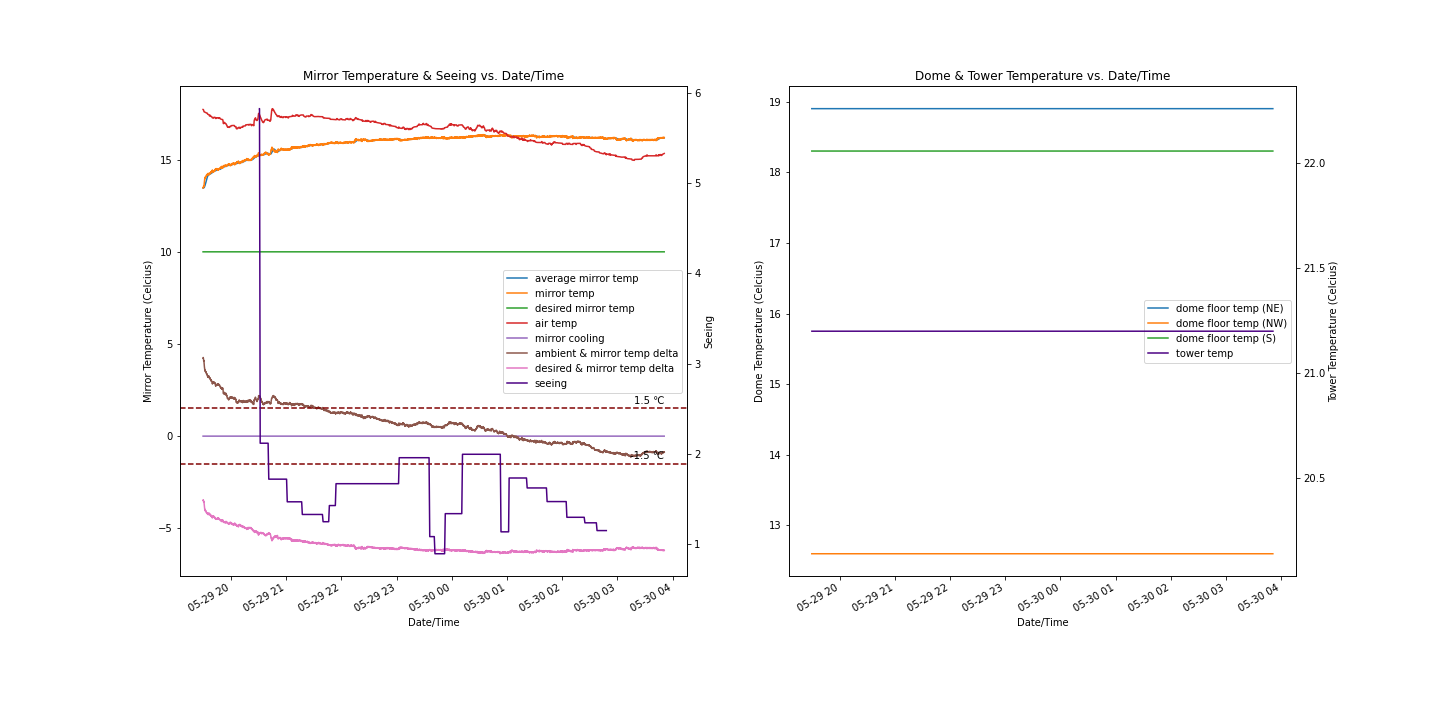 Mirror Temperature & Seeing vs. Date/Time
Mirror Temperature (Celcius)
15
10
5
0
−5
6
5
4
3
2
1
Seeing
average mirror temp
mirror temp
desired mirror temp
air temp
mirror cooling
ambient & mirror temp delta
desired & mirror temp delta
seeing
1.5 ℃
-1.5 ℃
05-29 20
05-29 21
05-29 22
05-29 23
05-30 00
05-30 01
05-30 02
05-30 03
05-30 04
Date/Time
Dome & Tower Temperature vs. Date/Time
Dome Temperature (Celcius)
19
18
17
16
15
14
13
22.0
21.5
21.0
20.5
Tower Temperature (Celcius)
dome floor temp (NE)
dome floor temp (NW)
dome floor temp (S)
tower temp
05-29 20
05-29 21
05-29 22
05-29 23
05-30 00
05-30 01
05-30 02
05-30 03
05-30 04
Date/Time